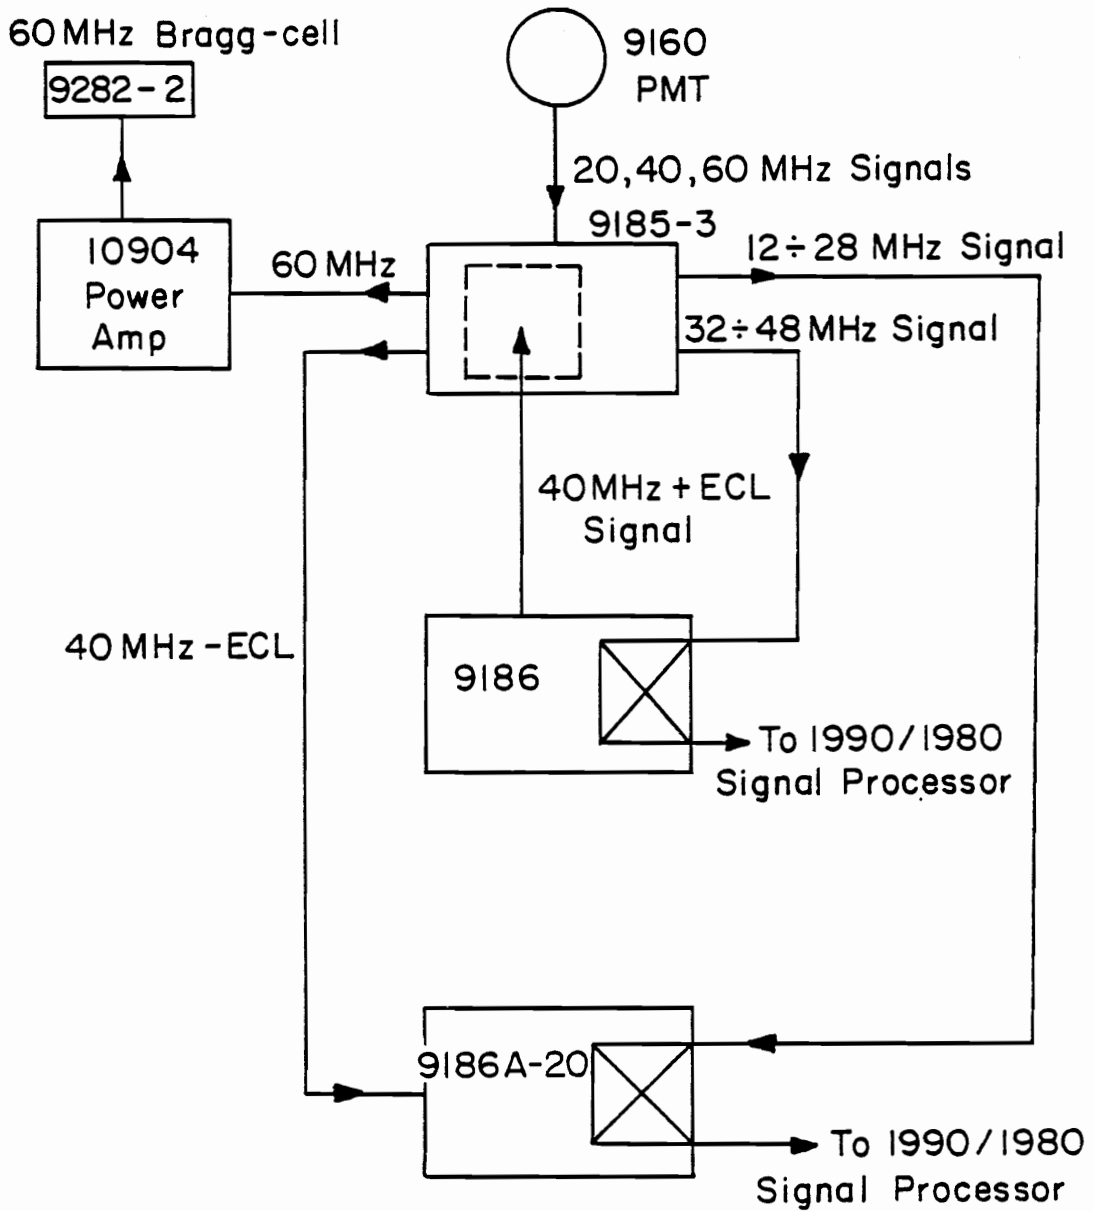 60 MHz Bragg-cell
9282-2
9160
PMT
20,40,60 MHz Signals
9185-3
10904
Power
Amp
60 MHz
12÷28 MHz Signal
32÷48 MHz Signal
40 MHz + ECL
Signal
40 MHz - ECL
9186
To 1990/1980
Signal Processor
9186A-20
To 1990/1980
Signal Processor